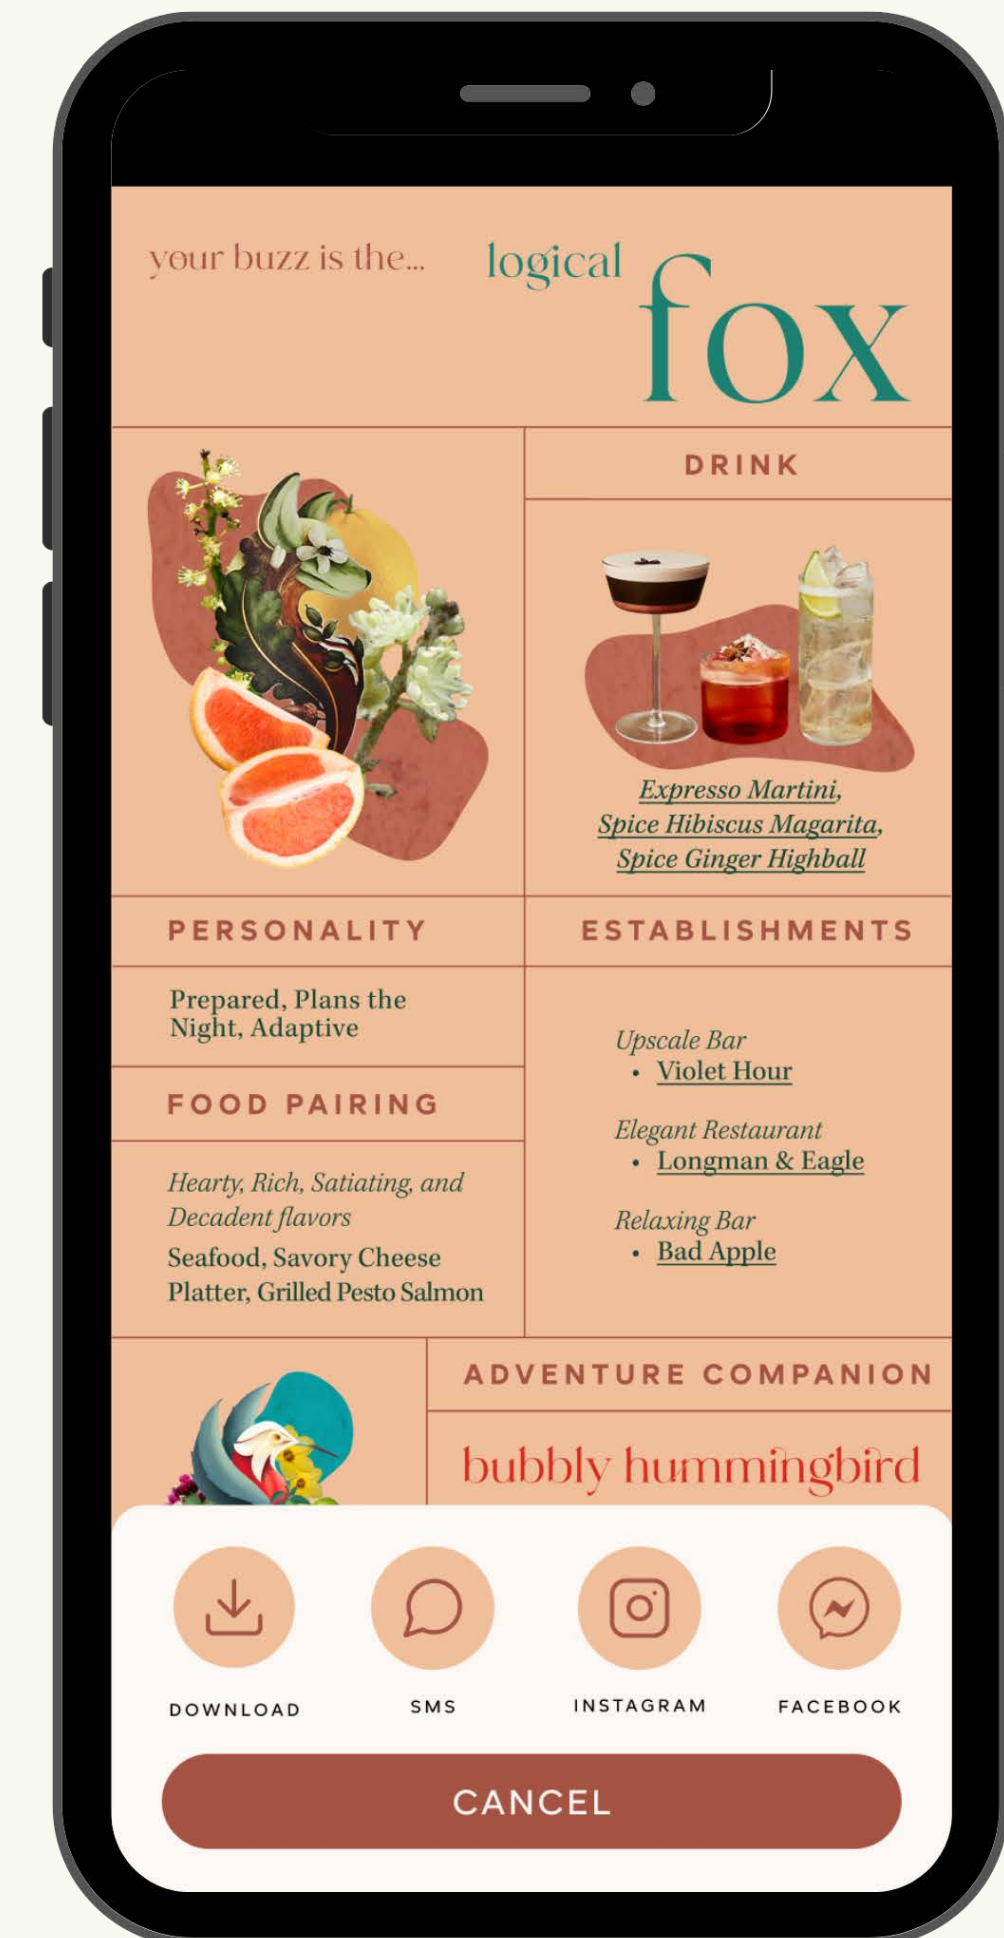 your buzz is the...
logical
fox
DRINK
Expresso Martini,
Spice Hibiscus Magarita,
Spice Ginger Highball
PERSONALITY
Prepared, Plans the
Night, Adaptive
FOOD PAIRING
Hearty, Rich, Satiating, and
Decadent flavors
Seafood, Savory Cheese
Platter, Grilled Pesto Salmon
ESTABLISHMENTS
Upscale Bar
• Violet Hour
Elegant Restaurant
• Longman & Eagle
Relaxing Bar
• Bad Apple
ADVENTURE COMPANION
bubbly hummingbird
DOWNLOAD
SMS
INSTAGRAM
FACEBOOK
CANCEL